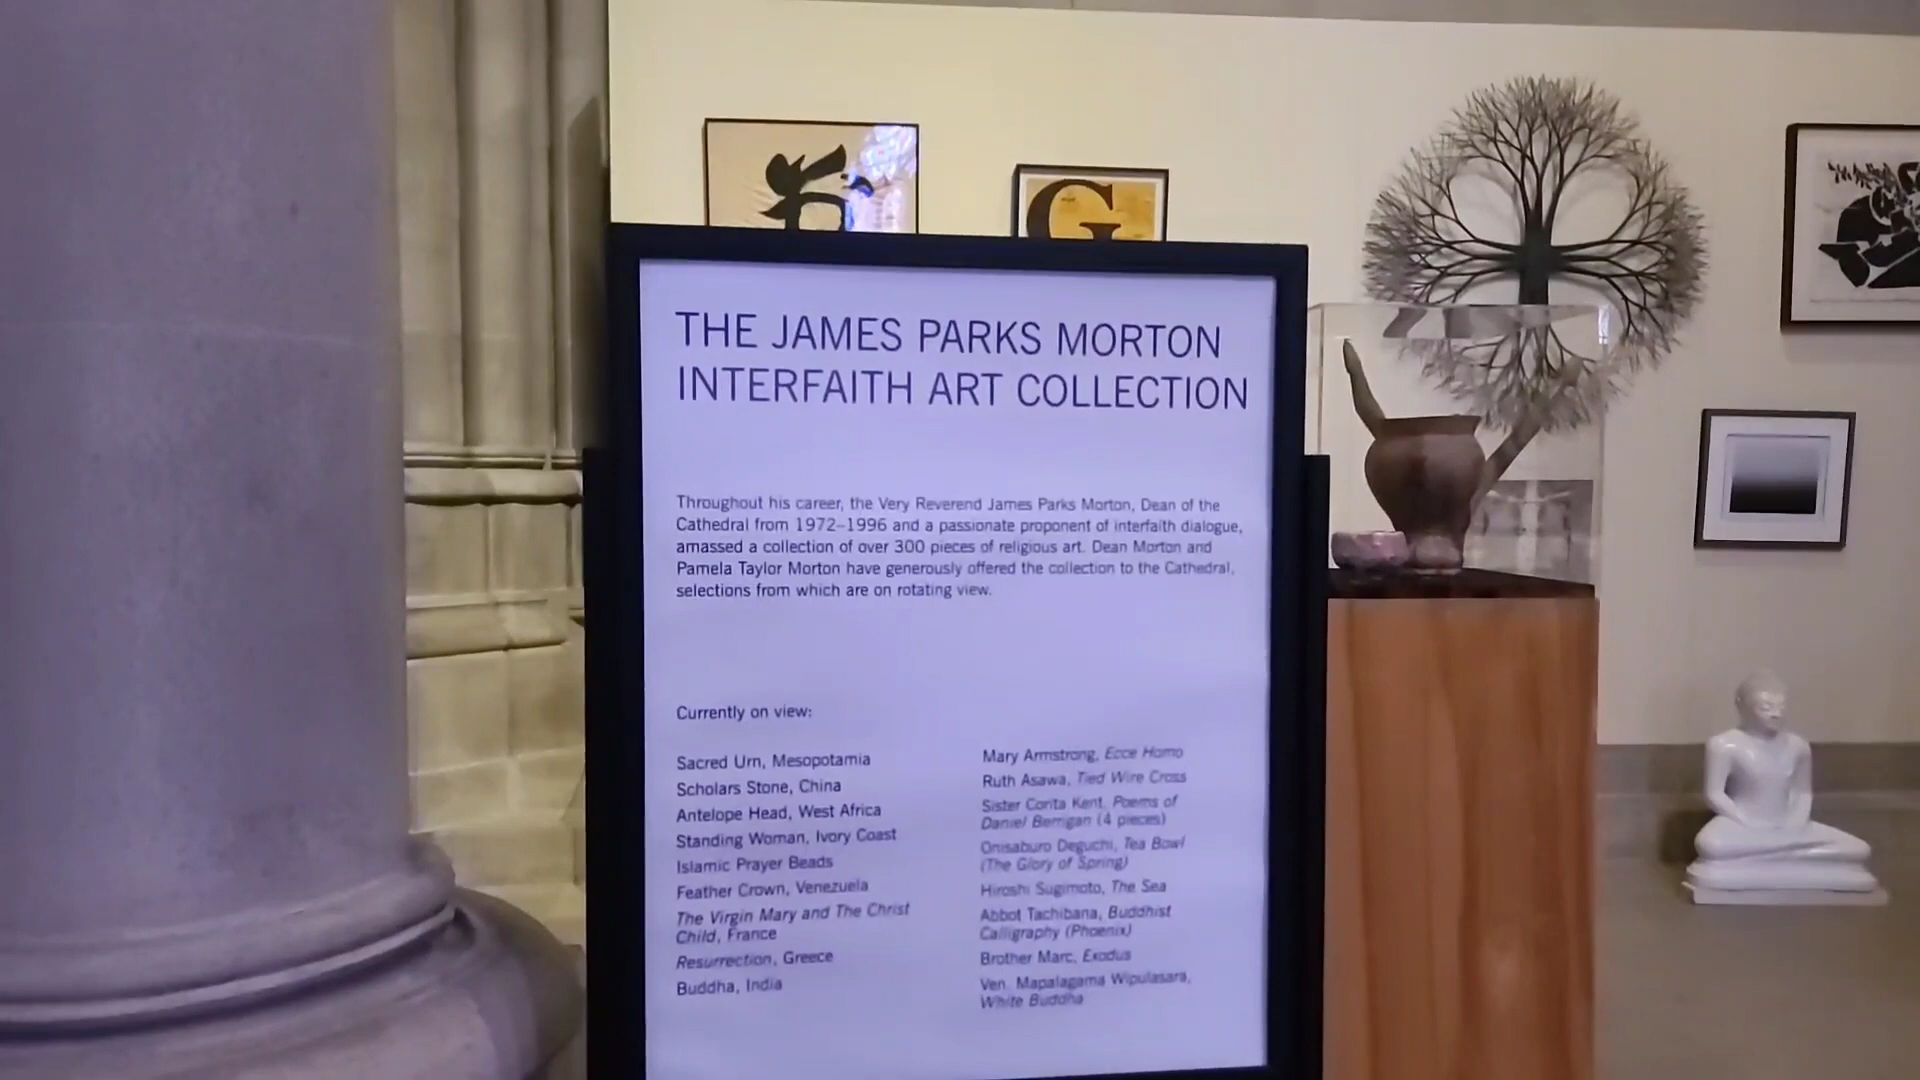 G
THE JAMES PARKS MORTON
INTERFAITH ART COLLECTION
Throughout his career, the Very Reverend James Parks Morton, Dean of the
Cathedral from 1972–1996 and a passionate proponent of interfaith dialogue,
amassed a collection of over 300 pieces of religious art. Dean Morton and
Pamela Taylor Morton have generously offered the collection to the Cathedral,
selections from which are on rotating view.
Currently on view:
Sacred Urn, Mesopotamia
Scholars Stone, China
Antelope Head, West Africa
Standing Woman, Ivory Coast
Islamic Prayer Beads
Feather Crown, Venezuela
The Virgin Mary and The Christ
Child, France
Resurrection, Greece
Buddha, India
Mary Armstrong, Ecce Homo
Ruth Asawa, Tied Wire Cross
Sister Corita Kent, Poems of
Daniel Berrigan (4 pieces)
Onisaburo Deguchi, Tea Bowl
(The Glory of Spring)
Hiroshi Sugimoto, The Sea
Abbot Tachibana, Buddhist
Calligraphy (Phoenix)
Brother Marc, Exodus
Ven. Mapalagama Wipulasara,
White Buddha